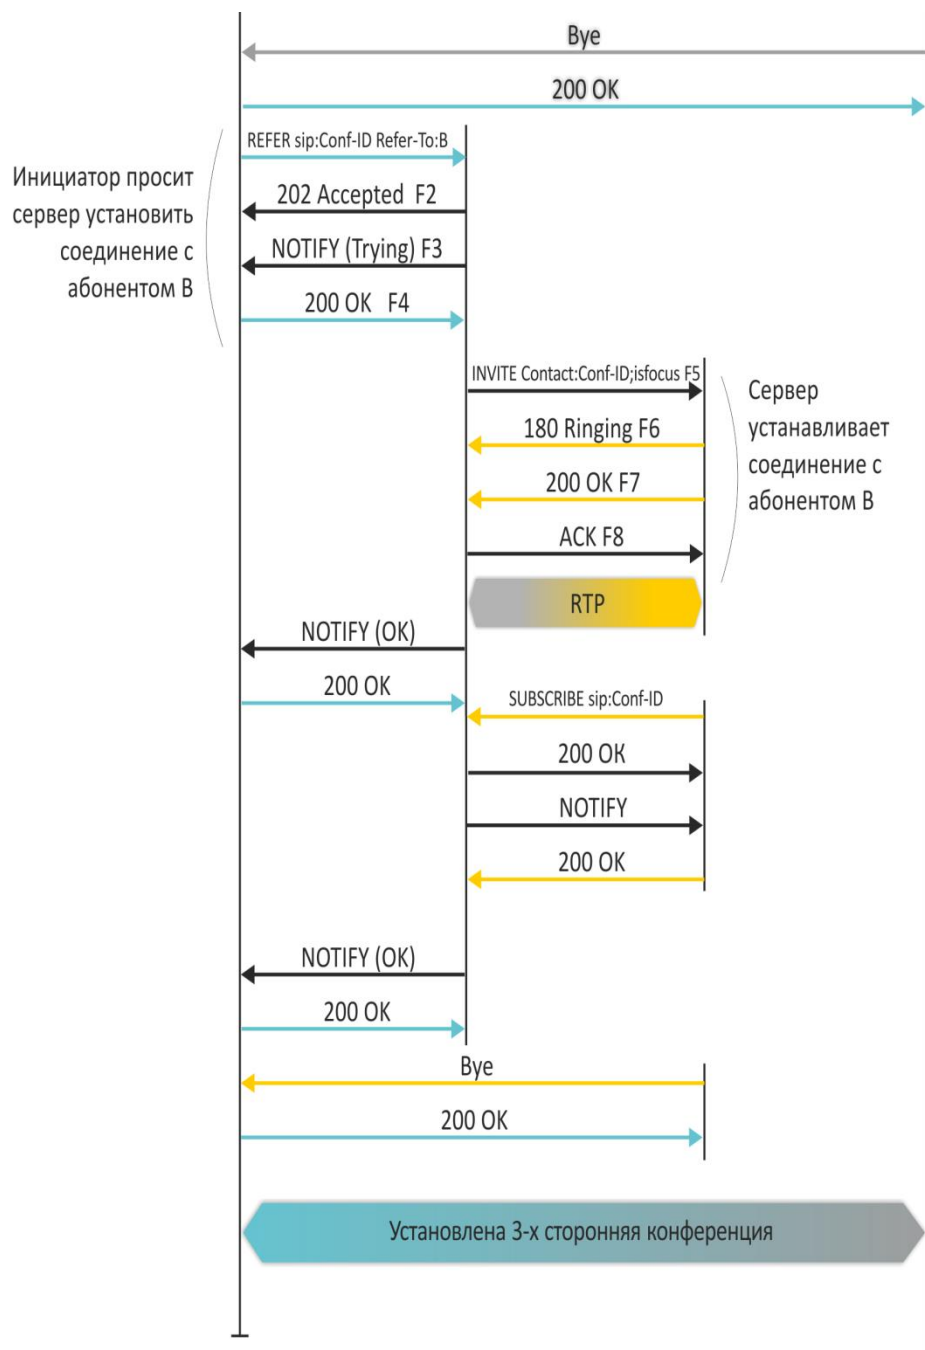 Bye
200 OK
REFER sip:Conf-ID Refer-To:B
Инициатор просит
сервер установить
соединение с
абонентом В
202 Accepted F2
NOTIFY (Trying) F3
200 OK F4
INVITE Contact:Conf-ID;isfocus F5
180 Ringing F6
200 OK F7
ACK F8
Сервер
устанавливает
соединение с
абонентом В
RTP
NOTIFY (OK)
200 OK
SUBSCRIBE sip:Conf-ID
200 OK
NOTIFY
200 OK
NOTIFY (OK)
200 OK
Bye
200 OK
Установлена 3-х сторонняя конференция